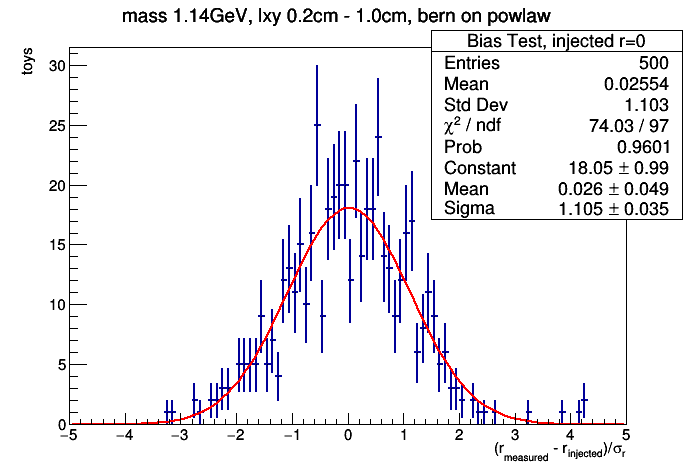 mass 1.14GeV, lxy 0.2cm - 1.0cm, bern on powlaw
Bias Test, injected r=0
Entries 500
Mean 0.02554
Std Dev 1.103
χ² / ndf 74.03 / 97
Prob 0.9601
Constant 18.05 ± 0.99
Mean 0.026 ± 0.049
Sigma 1.105 ± 0.035
toys
30
25
20
15
10
5
0
−5 −4 −3 −2 −1 0 1 2 3 4 5
(r_measured - r_injected)/σ_r